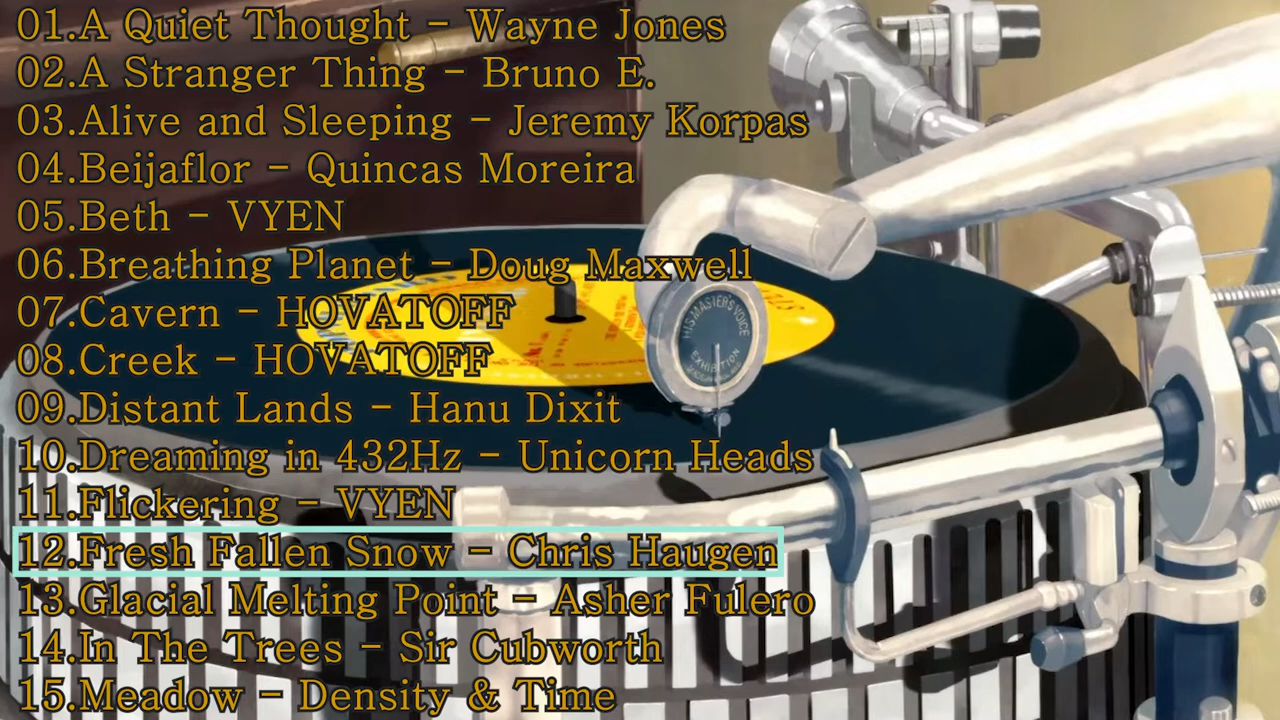 01.A Quiet Thought − Wayne Jones
02.A Stranger Thing − Bruno E.
03.Alive and Sleeping − Jeremy Korpas
04.Beijaflor − Quincas Moreira
05.Beth − VYEN
06.Breathing Planet − Doug Maxwell
07.Cavern − HOVATOFF
08.Creek − HOVATOFF
09.Distant Lands − Hanu Dixit
10.Dreaming in 432Hz − Unicorn Heads
11.Flickering − VYEN
12.Fresh Fallen Snow − Chris Haugen
13.Glacial Melting Point − Asher Fulero
14.In The Trees − Sir Cubworth
15.Meadow − Density & Time
HIS MASTER'S VOICE
EXHIBITION